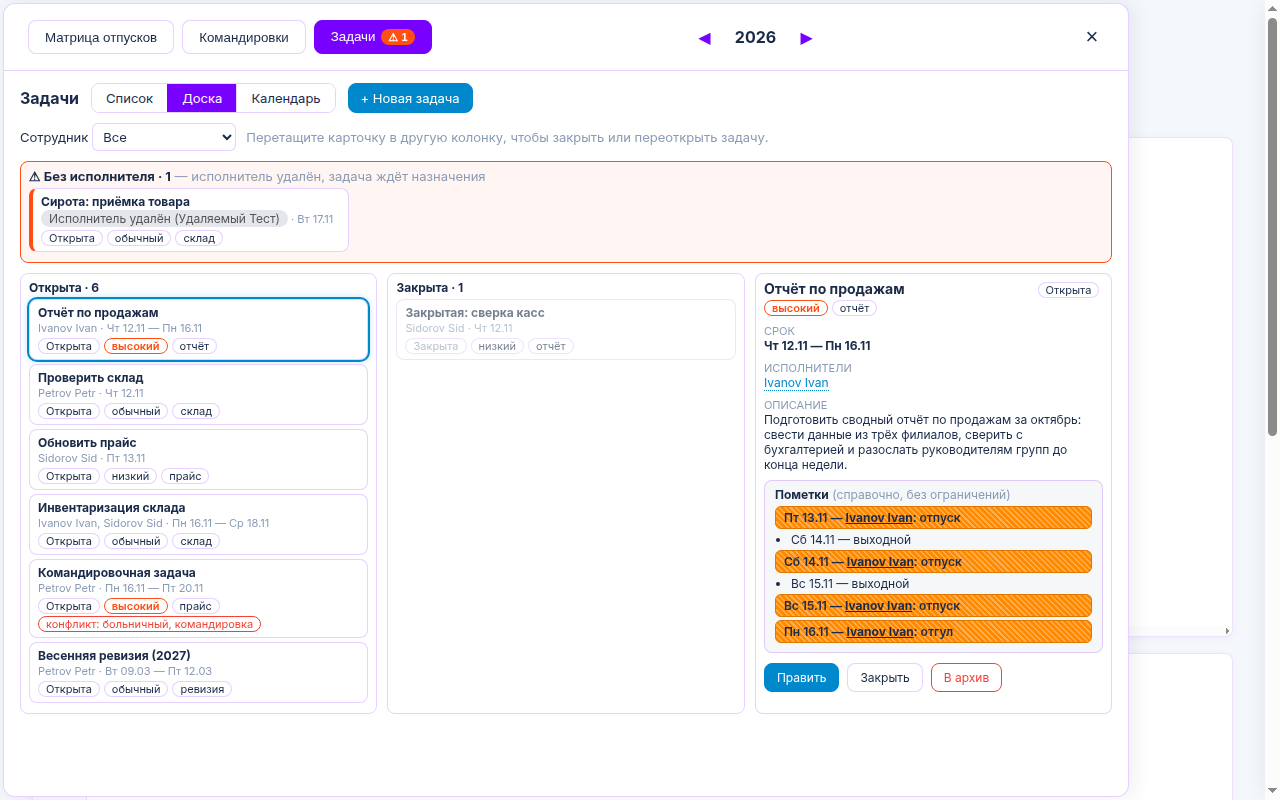 Матрица отпусков
Командировки
Задачи ⚠ 1
◀ 2026 ▶
×
Задачи
Список
Доска
Календарь
+ Новая задача
Сотрудник Все
Перетащите карточку в другую колонку, чтобы закрыть или переоткрыть задачу.
⚠ Без исполнителя · 1 — исполнитель удалён, задача ждёт назначения
Сирота: приёмка товара
Исполнитель удалён (Удаляемый Тест) · Вт 17.11
Открыта обычный склад
Открыта · 6
Отчёт по продажам
Ivanov Ivan · Чт 12.11 — Пн 16.11
Открыта высокий отчёт
Проверить склад
Petrov Petr · Чт 12.11
Открыта обычный склад
Обновить прайс
Sidorov Sid · Пт 13.11
Открыта низкий прайс
Инвентаризация склада
Ivanov Ivan, Sidorov Sid · Пн 16.11 — Ср 18.11
Открыта обычный склад
Командировочная задача
Petrov Petr · Пн 16.11 — Пт 20.11
Открыта высокий прайс
конфликт: больничный, командировка
Весенняя ревизия (2027)
Petrov Petr · Вт 09.03 — Пт 12.03
Открыта обычный ревизия
Закрыта · 1
Закрытая: сверка касс
Sidorov Sid · Чт 12.11
Закрыта низкий отчёт
Отчёт по продажам Открыта
высокий отчёт
СРОК
Чт 12.11 — Пн 16.11
ИСПОЛНИТЕЛИ
Ivanov Ivan
ОПИСАНИЕ
Подготовить сводный отчёт по продажам за октябрь:
свести данные из трёх филиалов, сверить с
бухгалтерией и разослать руководителям групп до
конца недели.
Пометки (справочно, без ограничений)
Пт 13.11 — Ivanov Ivan: отпуск
• Сб 14.11 — выходной
Сб 14.11 — Ivanov Ivan: отпуск
• Вс 15.11 — выходной
Вс 15.11 — Ivanov Ivan: отпуск
Пн 16.11 — Ivanov Ivan: отгул
Править
Закрыть
В архив